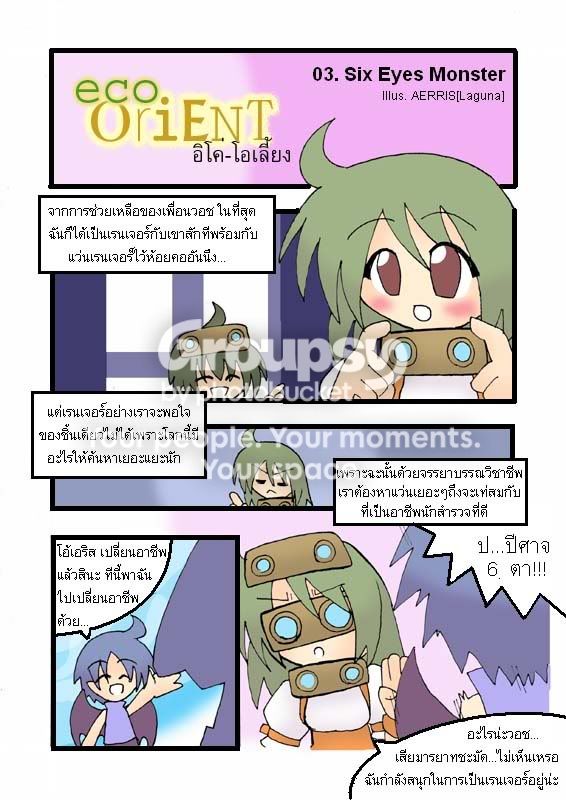 eco
OriENT
อิโค่-โอเลี้ยง
03. Six Eyes Monster
Illus. AERRIS[Laguna]
จากการช่วยเหลือของเพื่อนวอช ในที่สุด
ฉันก็ได้เป็นเรนเจอร์กับเขาสักทีพร้อมกับ
แว่นเรนเจอร์ไว้ห้อยคออันนึง...
Groupsy
by photobucket
Your people. Your moments.
Your space.
แต่เรนเจอร์อย่างเราจะพอใจ
ของชิ้นเดียวไม่ได้เพราะโลกนี้มี
อะไรให้ค้นหาเยอะแยะนัก
เพราะฉะนั้นด้วยจรรยาบรรณวิชาชีพ
เราต้องหาแว่นเยอะๆถึงจะเท่สมกับ
ที่เป็นอาชีพนักสำรวจที่ดี
โอ้เอริส เปลี่ยนอาชีพ
แล้วสินะ ทีนี้พาฉัน
ไปเปลี่ยนอาชีพ
ด้วย...
ป...ปีศาจ
6 ตา!!!
อะไรน่ะวอช...
เสียมารยาทชะมัด...ไม่เห็นเหรอ
ฉันกำลังสนุกในการเป็นเรนเจอร์อยู่น่ะ